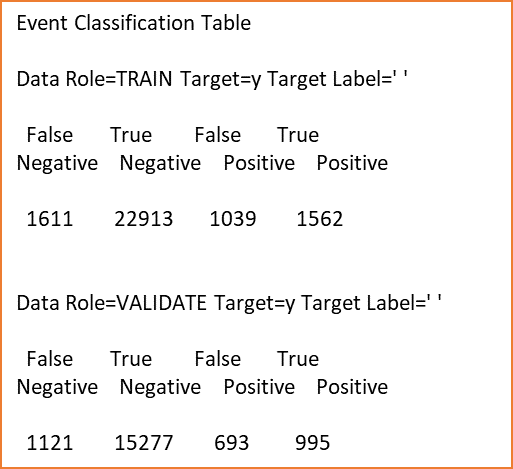 Event Classification Table
Data Role=TRAIN Target=y Target Label=' '
False True False True
Negative Negative Positive Positive
1611 22913 1039 1562
Data Role=VALIDATE Target=y Target Label=' '
False True False True
Negative Negative Positive Positive
1121 15277 693 995